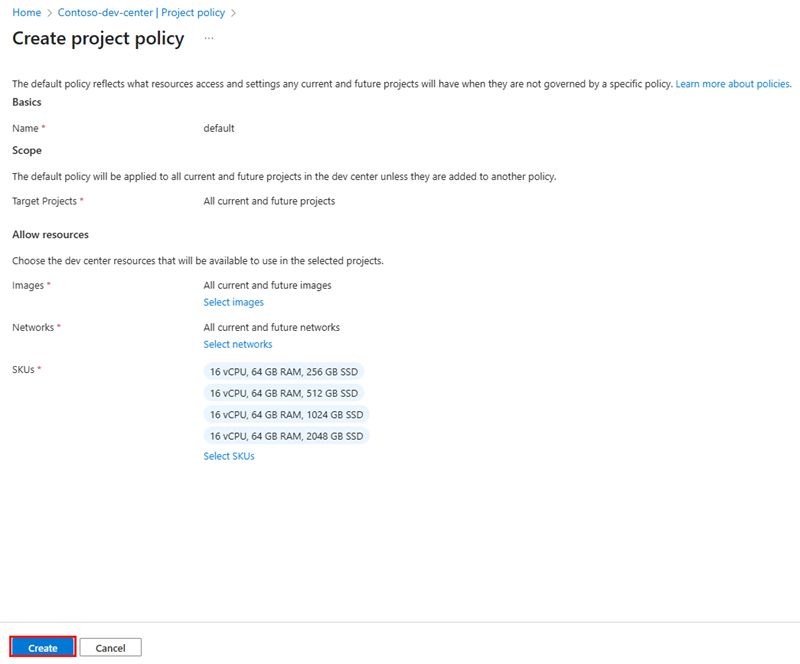 Home > Contoso-dev-center | Project policy >
Create project policy ...
The default policy reflects what resources access and settings any current and future projects will have when they are not governed by a specific policy. Learn more about policies.
Basics
Name * default
Scope
The default policy will be applied to all current and future projects in the dev center unless they are added to another policy.
Target Projects * All current and future projects
Allow resources
Choose the dev center resources that will be available to use in the selected projects.
Images * All current and future images
Select images
Networks * All current and future networks
Select networks
SKUs * 16 vCPU, 64 GB RAM, 256 GB SSD
16 vCPU, 64 GB RAM, 512 GB SSD
16 vCPU, 64 GB RAM, 1024 GB SSD
16 vCPU, 64 GB RAM, 2048 GB SSD
Select SKUs
Create Cancel